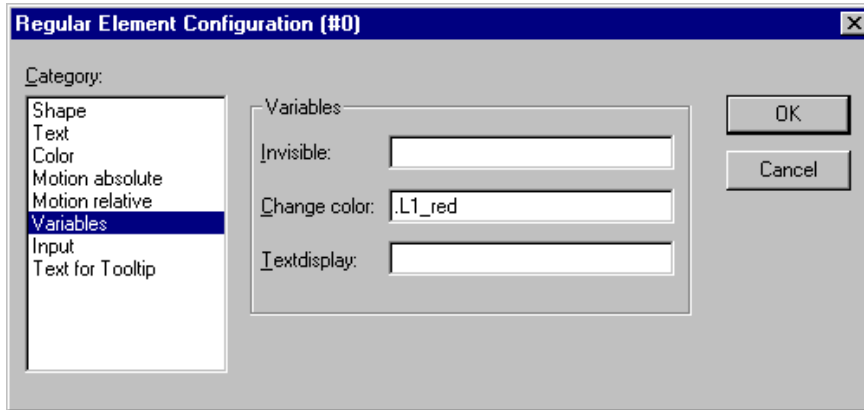 Regular Element Configuration (#0)
Category:
Shape
Text
Color
Motion absolute
Motion relative
Variables
Input
Text for Tooltip
Variables
Invisible:
Change color: .L1_red
Textdisplay:
OK
Cancel